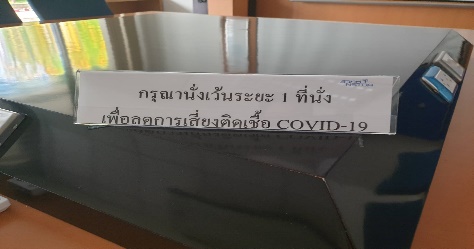 กรุณานั่งเว้นระยะ 1 ที่นั่ง
เพื่อลดการเสี่ยงติดเชื้อ COVID-19